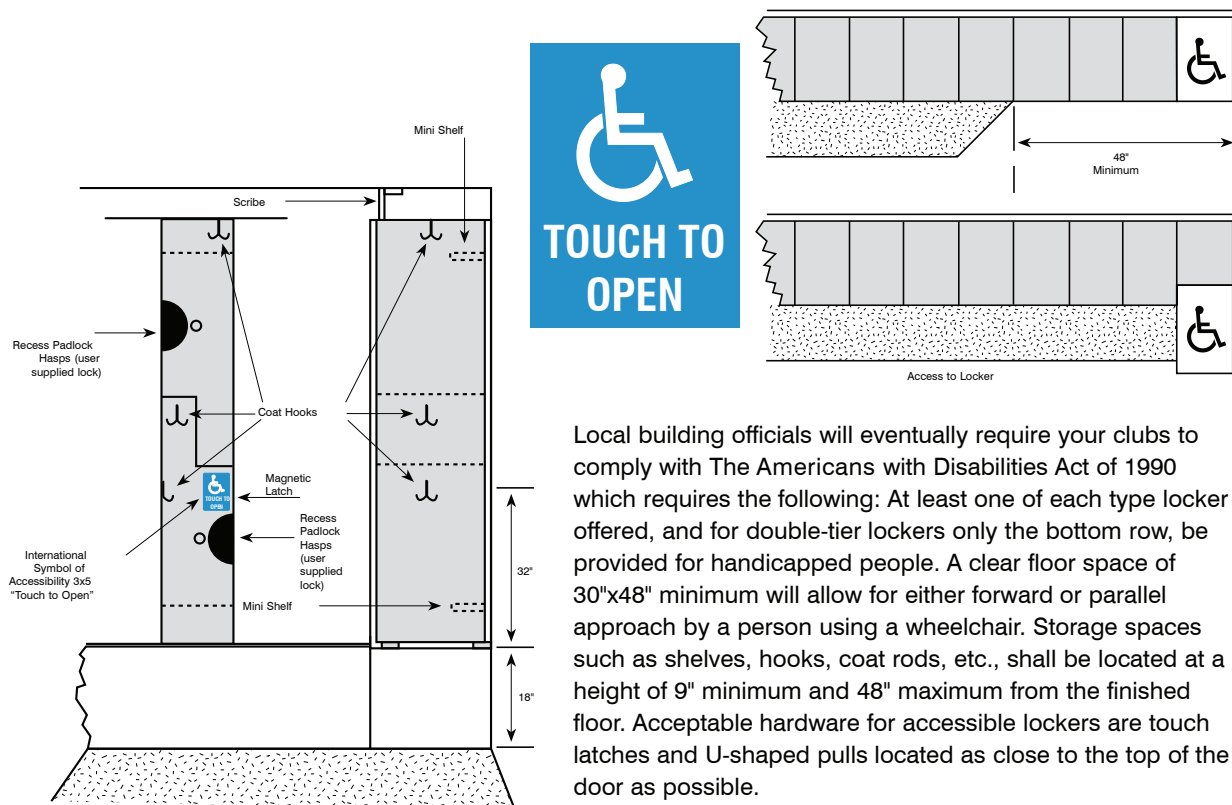 Mini Shelf
Scribe
Recess Padlock
Hasps (user
supplied lock)
Coat Hooks
TOUCH TO
OPEN
Magnetic
Latch
Recess
Padlock
Hasps
(user
supplied
lock)
International
Symbol of
Accessibility 3x5
“Touch to Open”
Mini Shelf
32"
18"
TOUCH TO
OPEN
48"
Minimum
Access to Locker
Local building officials will eventually require your clubs to
comply with The Americans with Disabilities Act of 1990
which requires the following: At least one of each type locker
offered, and for double-tier lockers only the bottom row, be
provided for handicapped people. A clear floor space of
30"x48" minimum will allow for either forward or parallel
approach by a person using a wheelchair. Storage spaces
such as shelves, hooks, coat rods, etc., shall be located at a
height of 9" minimum and 48" maximum from the finished
floor. Acceptable hardware for accessible lockers are touch
latches and U-shaped pulls located as close to the top of the
door as possible.